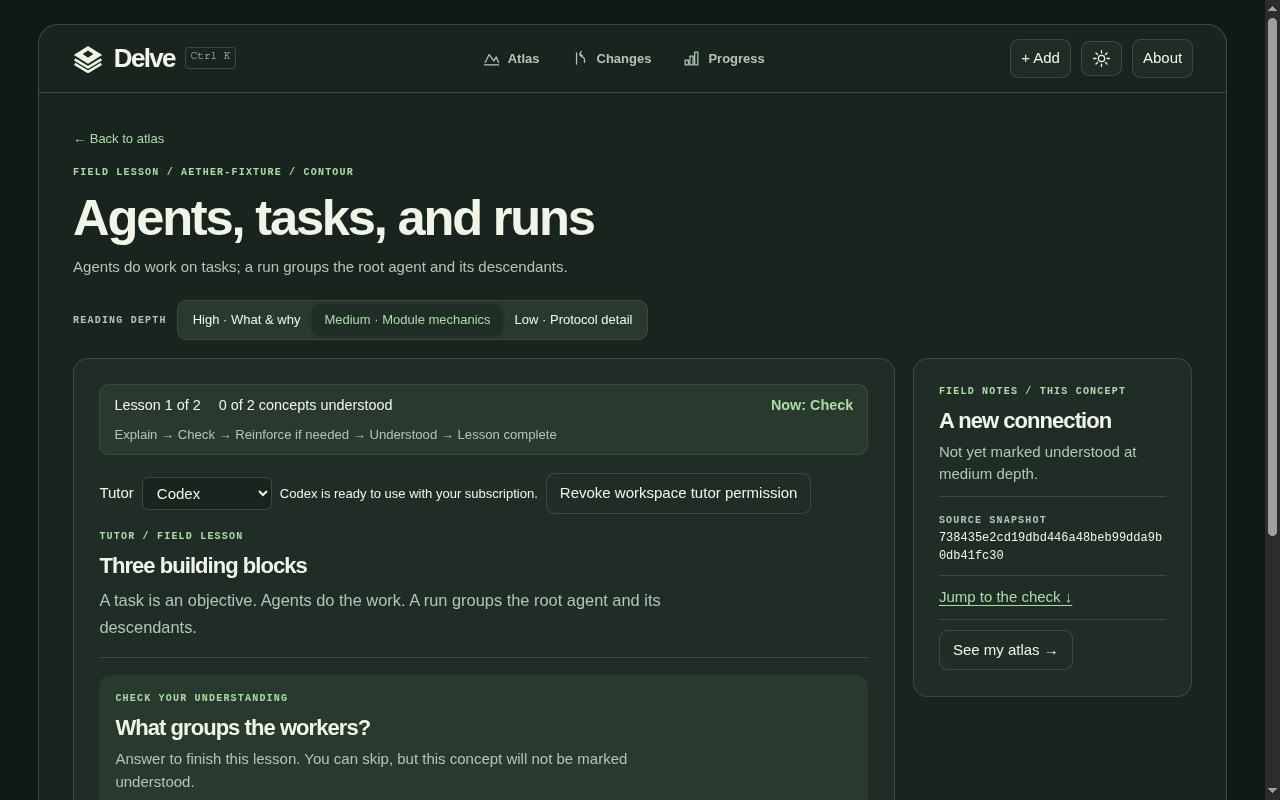 Delve Ctrl K Atlas Changes Progress + Add About
← Back to atlas
FIELD LESSON / AETHER-FIXTURE / CONTOUR
Agents, tasks, and runs
Agents do work on tasks; a run groups the root agent and its descendants.
READING DEPTH High · What & why Medium · Module mechanics Low · Protocol detail
Lesson 1 of 2 0 of 2 concepts understood Now: Check
Explain → Check → Reinforce if needed → Understood → Lesson complete
Tutor Codex Codex is ready to use with your subscription. Revoke workspace tutor permission
TUTOR / FIELD LESSON
Three building blocks
A task is an objective. Agents do the work. A run groups the root agent and its
descendants.
CHECK YOUR UNDERSTANDING
What groups the workers?
Answer to finish this lesson. You can skip, but this concept will not be marked
understood.
FIELD NOTES / THIS CONCEPT
A new connection
Not yet marked understood at
medium depth.
SOURCE SNAPSHOT
738435e2cd19dbd446a48beb99dda9b
0db41fc30
Jump to the check ↓
See my atlas →